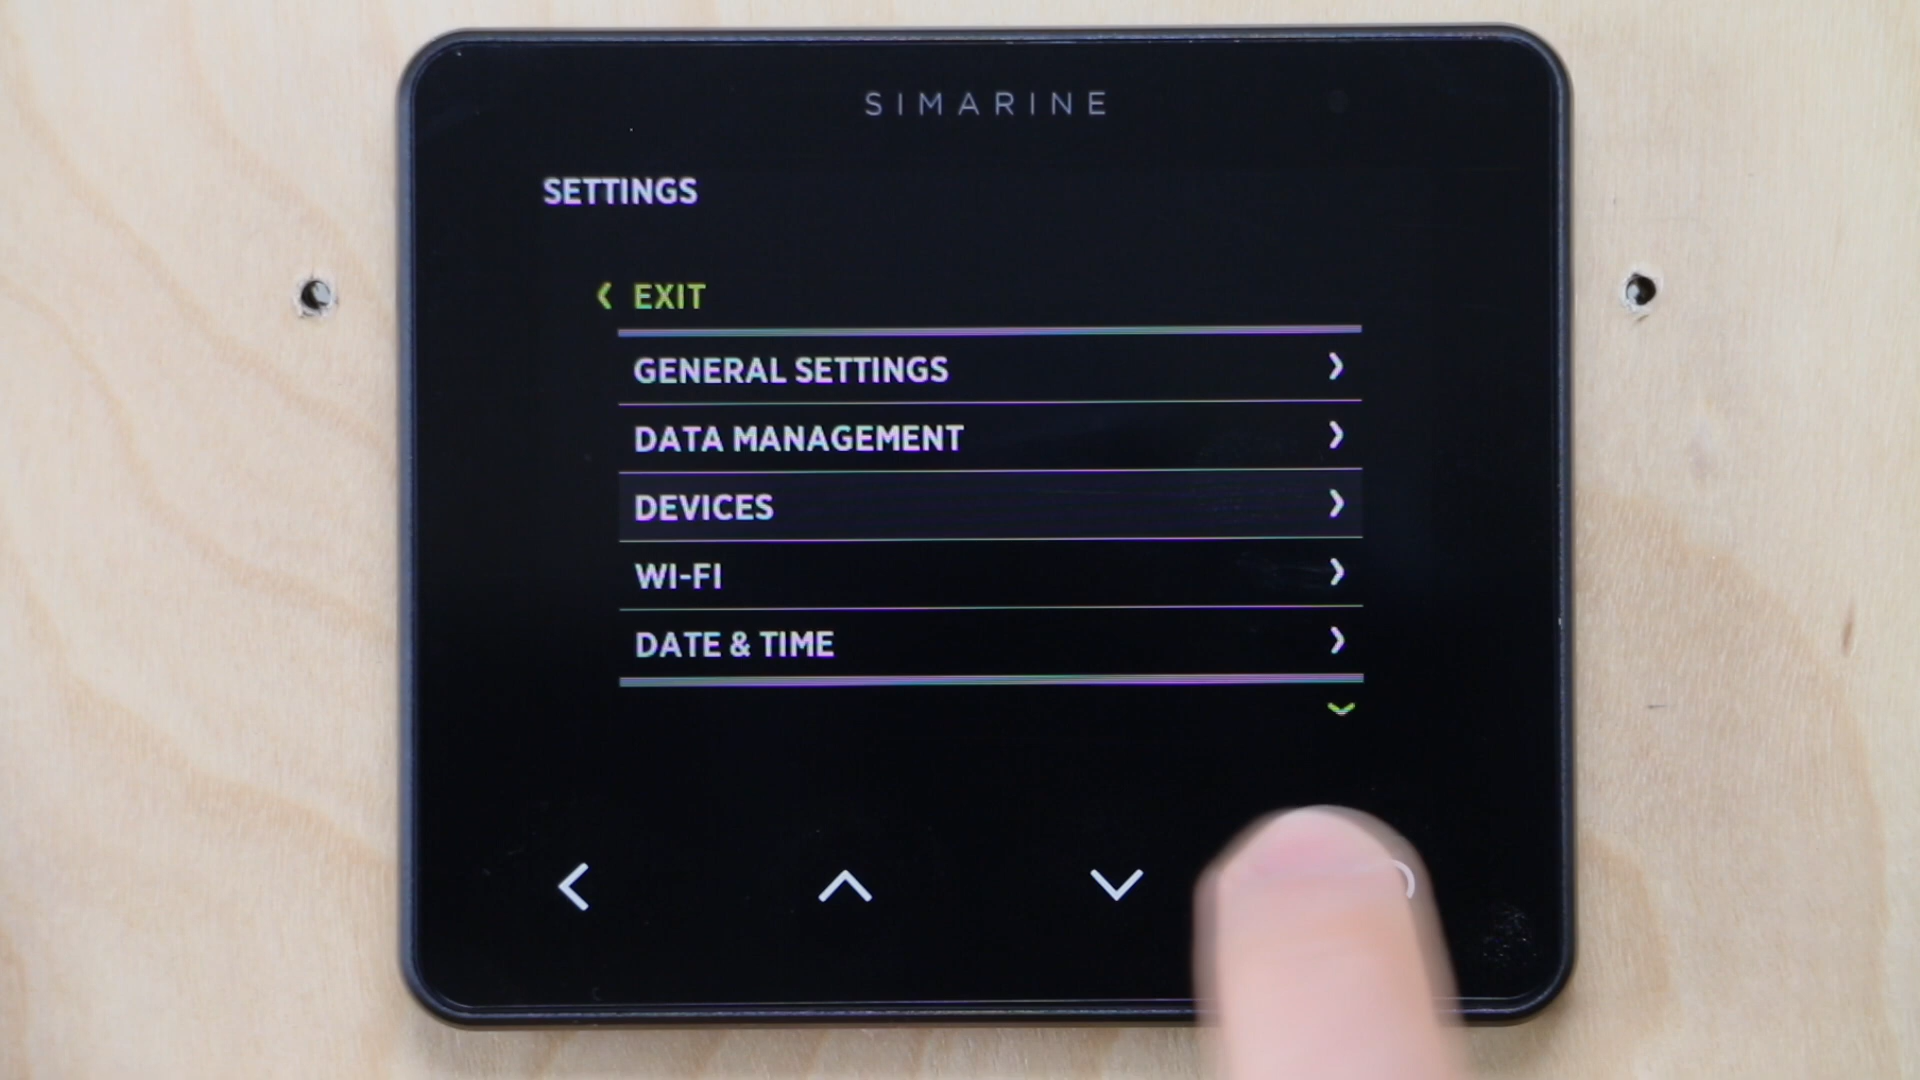 SIMARINE
SETTINGS
EXIT
GENERAL SETTINGS
DATA MANAGEMENT
DEVICES
WI-FI
DATE & TIME